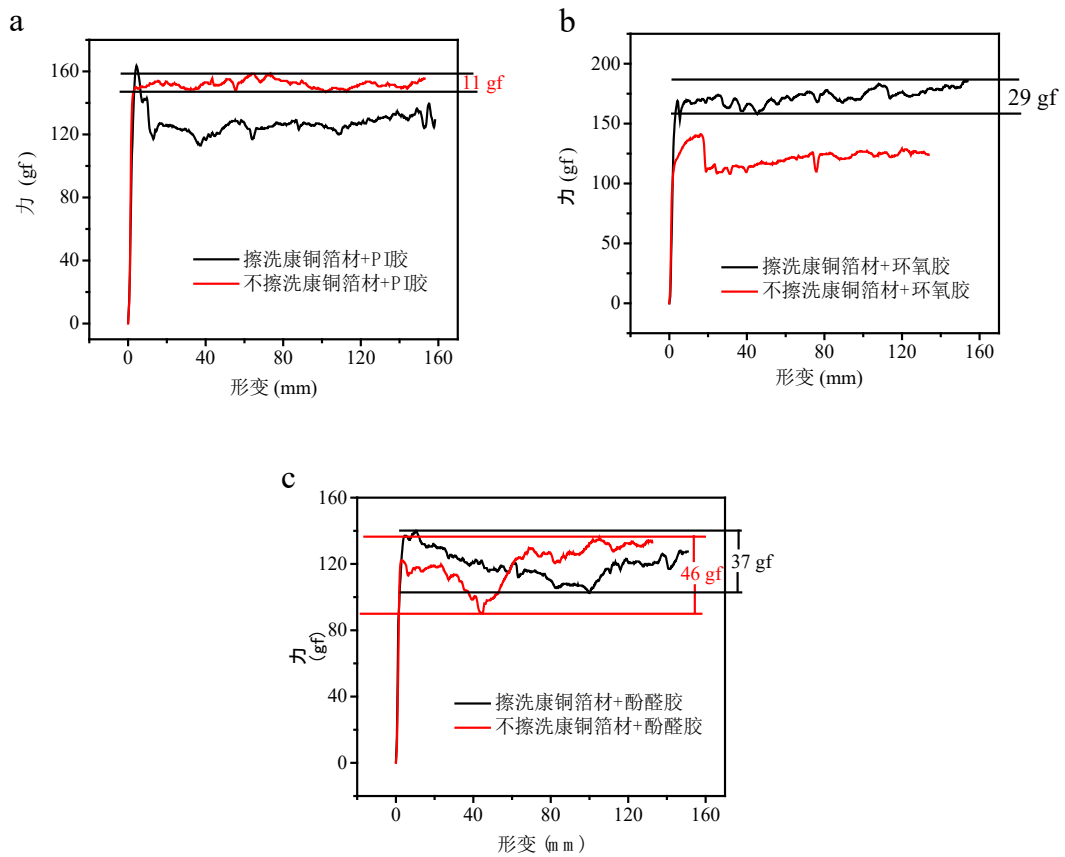 a
160
120
80
40
0
力 (gf)
11 gf
擦洗康铜箔材+PI胶
不擦洗康铜箔材+PI胶
0 40 80 120 160
形变 (mm)
b
200
150
100
50
0
力 (gf)
29 gf
擦洗康铜箔材+环氧胶
不擦洗康铜箔材+环氧胶
0 40 80 120 160
形变 (mm)
c
160
120
80
40
0
力 (gf)
46 gf
37 gf
擦洗康铜箔材+酚醛胶
不擦洗康铜箔材+酚醛胶
0 40 80 120 160
形变 (mm)